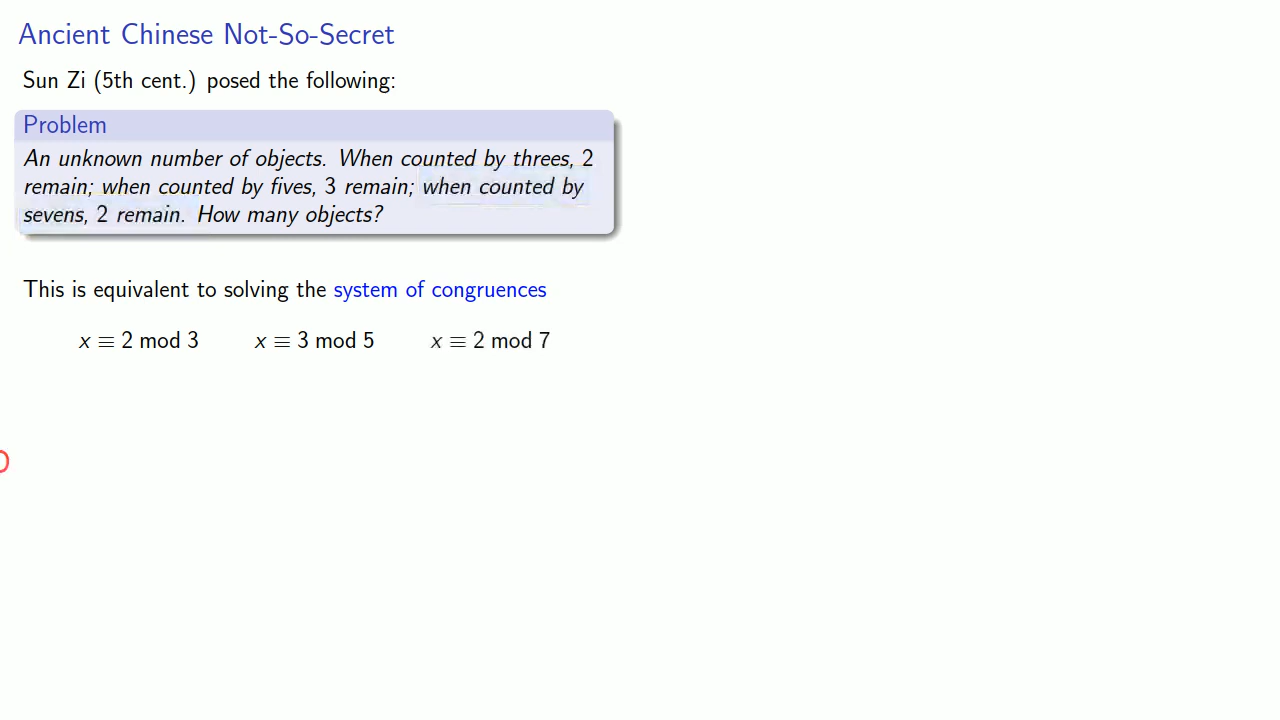 Ancient Chinese Not-So-Secret
Sun Zi (5th cent.) posed the following:
Problem
An unknown number of objects. When counted by threes, 2
remain; when counted by fives, 3 remain; when counted by
sevens, 2 remain. How many objects?
This is equivalent to solving the system of congruences
x ≡ 2 mod 3 x ≡ 3 mod 5 x ≡ 2 mod 7